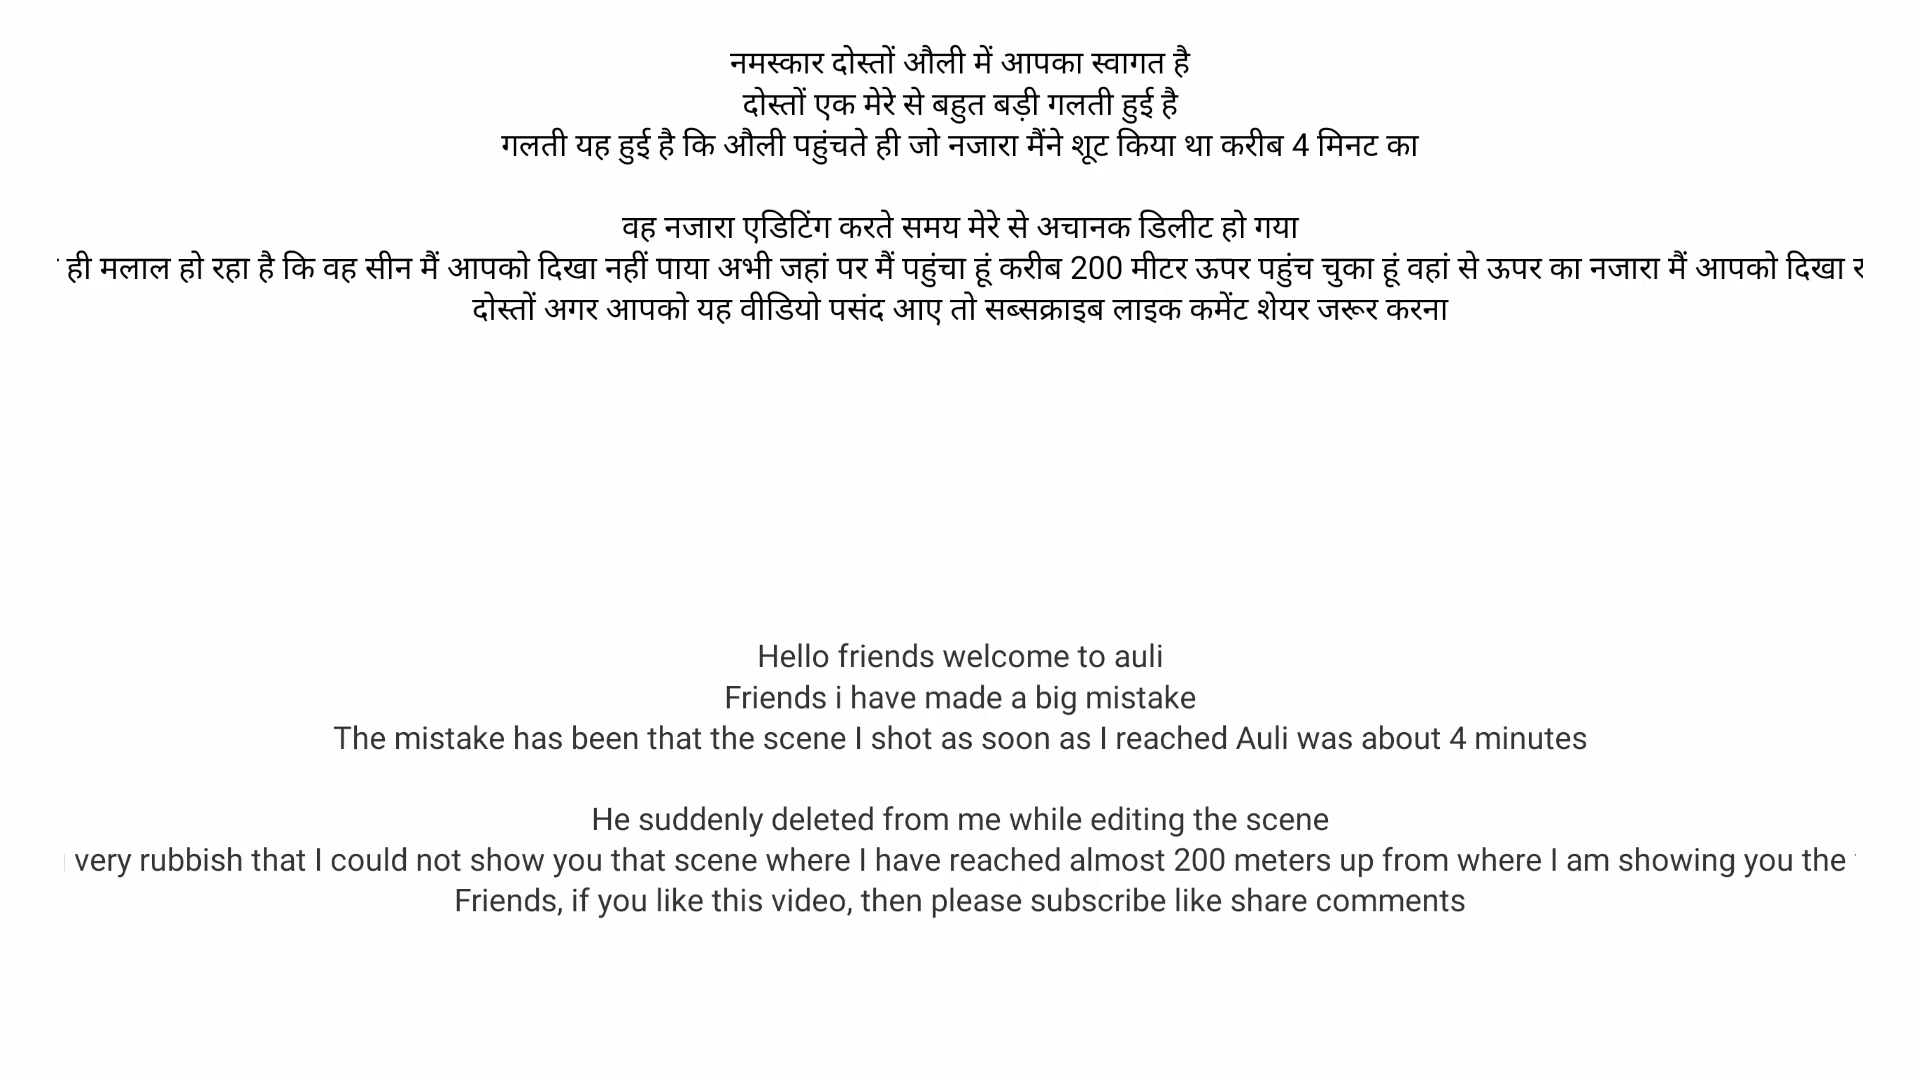 नमस्कार दोस्तों औली में आपका स्वागत है
दोस्तों एक मेरे से बहुत बड़ी गलती हुई है
गलती यह हुई है कि औली पहुंचते ही जो नजारा मैंने शूट किया था करीब 4 मिनट का
वह नजारा एडिटिंग करते समय मेरे से अचानक डिलीट हो गया
ही मलाल हो रहा है कि वह सीन मैं आपको दिखा नहीं पाया अभी जहां पर मैं पहुंचा हूं करीब 200 मीटर ऊपर पहुंच चुका हूं वहां से ऊपर का नजारा मैं आपको दिखा
दोस्तों अगर आपको यह वीडियो पसंद आए तो सब्सक्राइब लाइक कमेंट शेयर जरूर करना
Hello friends welcome to auli
Friends i have made a big mistake
The mistake has been that the scene I shot as soon as I reached Auli was about 4 minutes
He suddenly deleted from me while editing the scene
very rubbish that I could not show you that scene where I have reached almost 200 meters up from where I am showing you the
Friends, if you like this video, then please subscribe like share comments